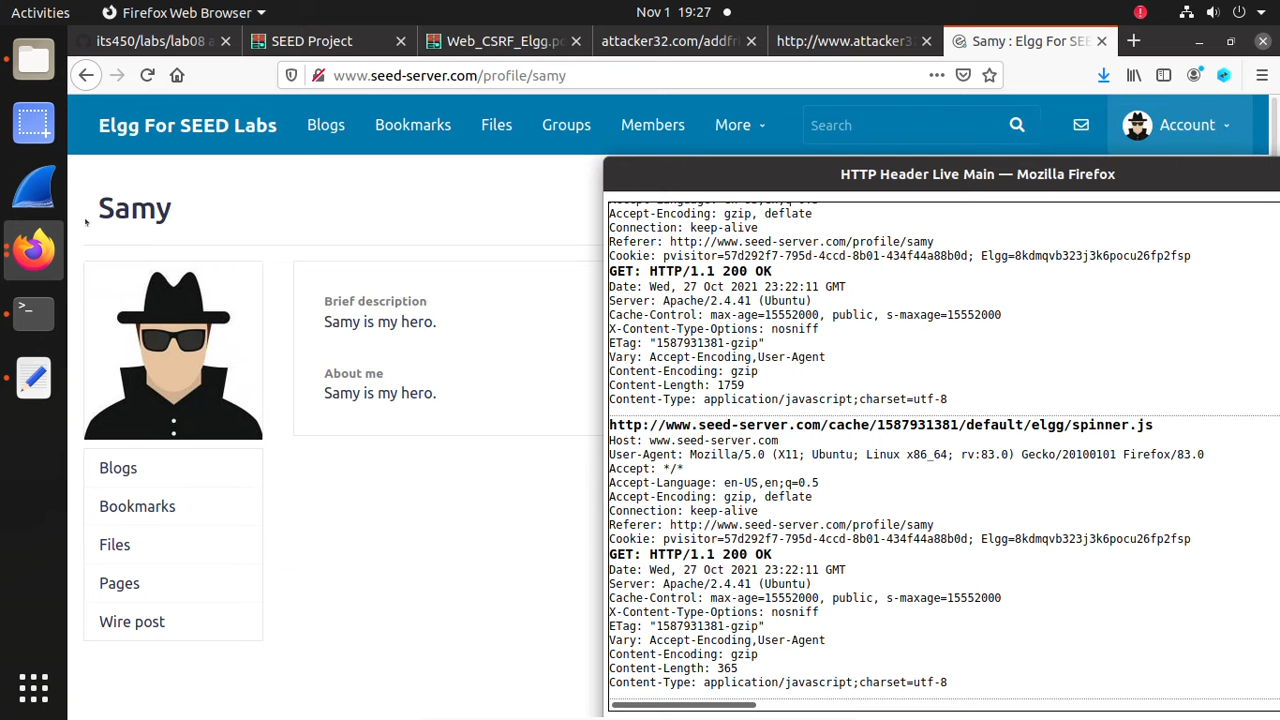 Activities
Firefox Web Browser
Nov 1 19:27
its450/labs/lab08
SEED Project
Web_CSRF_Elgg.p
attacker32.com/addfri
http://www.attacker3
Samy : Elgg For SEE
www.seed-server.com/profile/samy
Elgg For SEED Labs
Blogs
Bookmarks
Files
Groups
Members
More
Search
Account
Samy
Brief description
Samy is my hero.
About me
Samy is my hero.
Blogs
Bookmarks
Files
Pages
Wire post
HTTP Header Live Main — Mozilla Firefox
Accept-Encoding: gzip, deflate
Connection: keep-alive
Referer: http://www.seed-server.com/profile/samy
Cookie: pvisitor=57d292f7-795d-4ccd-8b01-434f44a88b0d; Elgg=8kdmqvb323j3k6pocu26fp2fsp
GET: HTTP/1.1 200 OK
Date: Wed, 27 Oct 2021 23:22:11 GMT
Server: Apache/2.4.41 (Ubuntu)
Cache-Control: max-age=15552000, public, s-maxage=15552000
X-Content-Type-Options: nosniff
ETag: "1587931381-gzip"
Vary: Accept-Encoding,User-Agent
Content-Encoding: gzip
Content-Length: 1759
Content-Type: application/javascript;charset=utf-8
http://www.seed-server.com/cache/1587931381/default/elgg/spinner.js
Host: www.seed-server.com
User-Agent: Mozilla/5.0 (X11; Ubuntu; Linux x86_64; rv:83.0) Gecko/20100101 Firefox/83.0
Accept: */*
Accept-Language: en-US,en;q=0.5
Accept-Encoding: gzip, deflate
Connection: keep-alive
Referer: http://www.seed-server.com/profile/samy
Cookie: pvisitor=57d292f7-795d-4ccd-8b01-434f44a88b0d; Elgg=8kdmqvb323j3k6pocu26fp2fsp
GET: HTTP/1.1 200 OK
Date: Wed, 27 Oct 2021 23:22:11 GMT
Server: Apache/2.4.41 (Ubuntu)
Cache-Control: max-age=15552000, public, s-maxage=15552000
X-Content-Type-Options: nosniff
ETag: "1587931381-gzip"
Vary: Accept-Encoding,User-Agent
Content-Encoding: gzip
Content-Length: 365
Content-Type: application/javascript;charset=utf-8